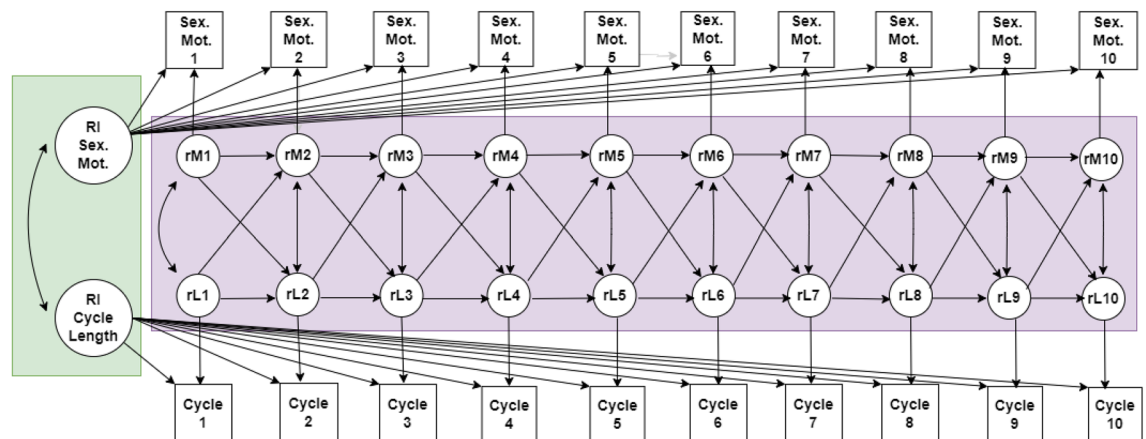 Sex.
Mot.
1
Sex.
Mot.
2
Sex.
Mot.
3
Sex.
Mot.
4
Sex.
Mot.
5
Sex.
Mot.
6
Sex.
Mot.
7
Sex.
Mot.
8
Sex.
Mot.
9
Sex.
Mot.
10
RI
Sex.
Mot.
rM1
rM2
rM3
rM4
rM5
rM6
rM7
rM8
rM9
rM10
RI
Cycle
Length
rL1
rL2
rL3
rL4
rL5
rL6
rL7
rL8
rL9
rL10
Cycle
1
Cycle
2
Cycle
3
Cycle
4
Cycle
5
Cycle
6
Cycle
7
Cycle
8
Cycle
9
Cycle
10